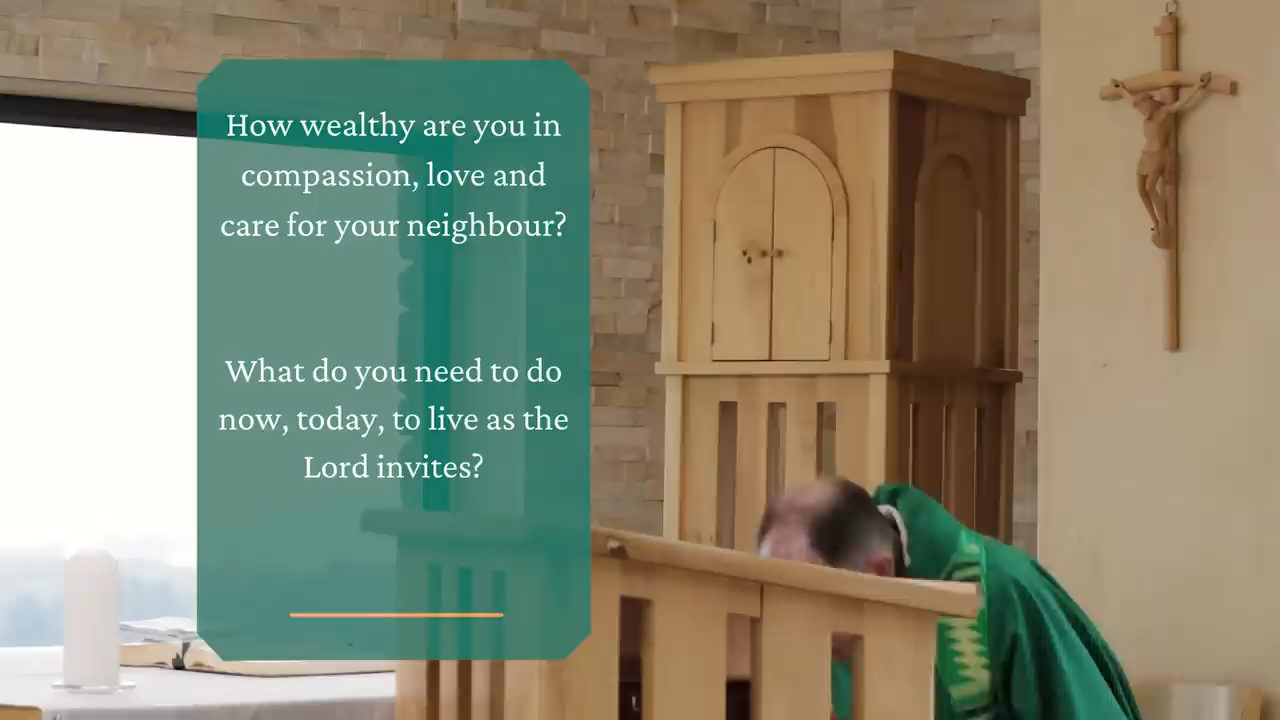 How wealthy are you in
compassion, love and
care for your neighbour?
What do you need to do
now, today, to live as the
Lord invites?